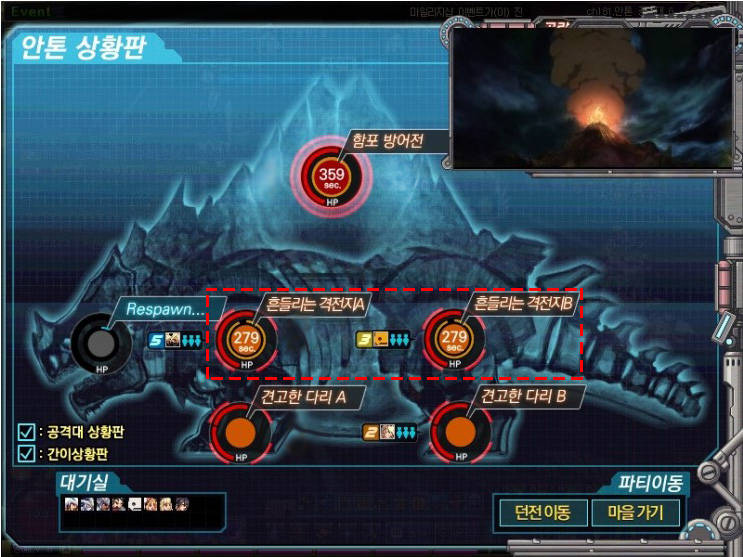 Event
안톤 상황판
함포 방어전
359
sec.
HP
Respawn...
흔들리는 격전지A
흔들리는 격전지B
5
279
sec.
3
279
sec.
HP
HP
HP
견고한 다리 A
견고한 다리 B
2
HP
HP
: 공격대 상황판
: 간이상황판
대기실
파티이동
던전 이동
마을 가기